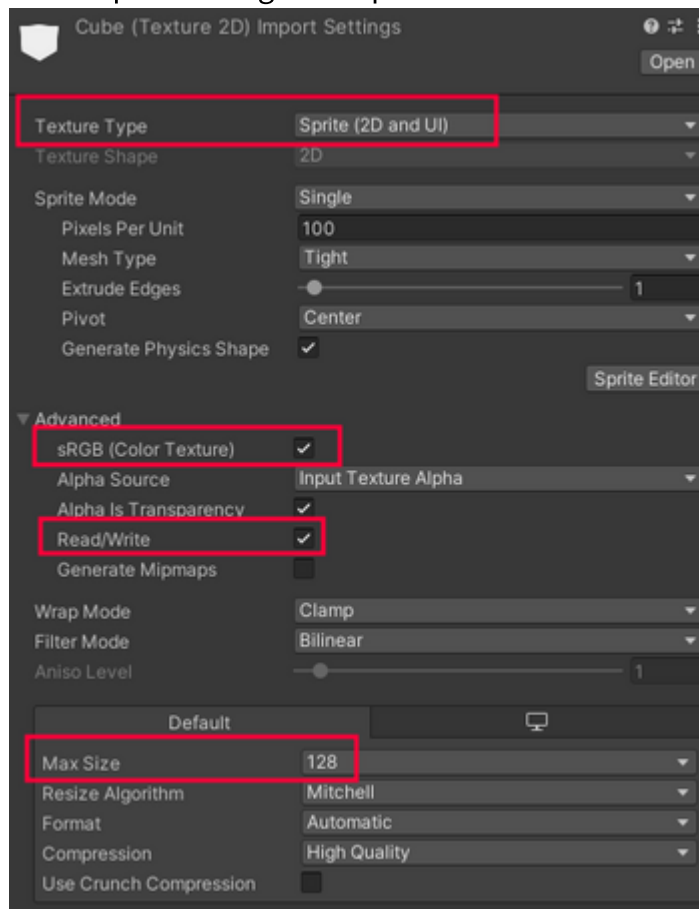 Cube (Texture 2D) Import Settings
Open
Texture Type Sprite (2D and UI)
Texture Shape 2D
Sprite Mode Single
Pixels Per Unit 100
Mesh Type Tight
Extrude Edges 1
Pivot Center
Generate Physics Shape
Sprite Editor
Advanced
sRGB (Color Texture)
Alpha Source Input Texture Alpha
Alpha Is Transparency
Read/Write
Generate Mipmaps
Wrap Mode Clamp
Filter Mode Bilinear
Aniso Level 1
Default
Max Size 128
Resize Algorithm Mitchell
Format Automatic
Compression High Quality
Use Crunch Compression